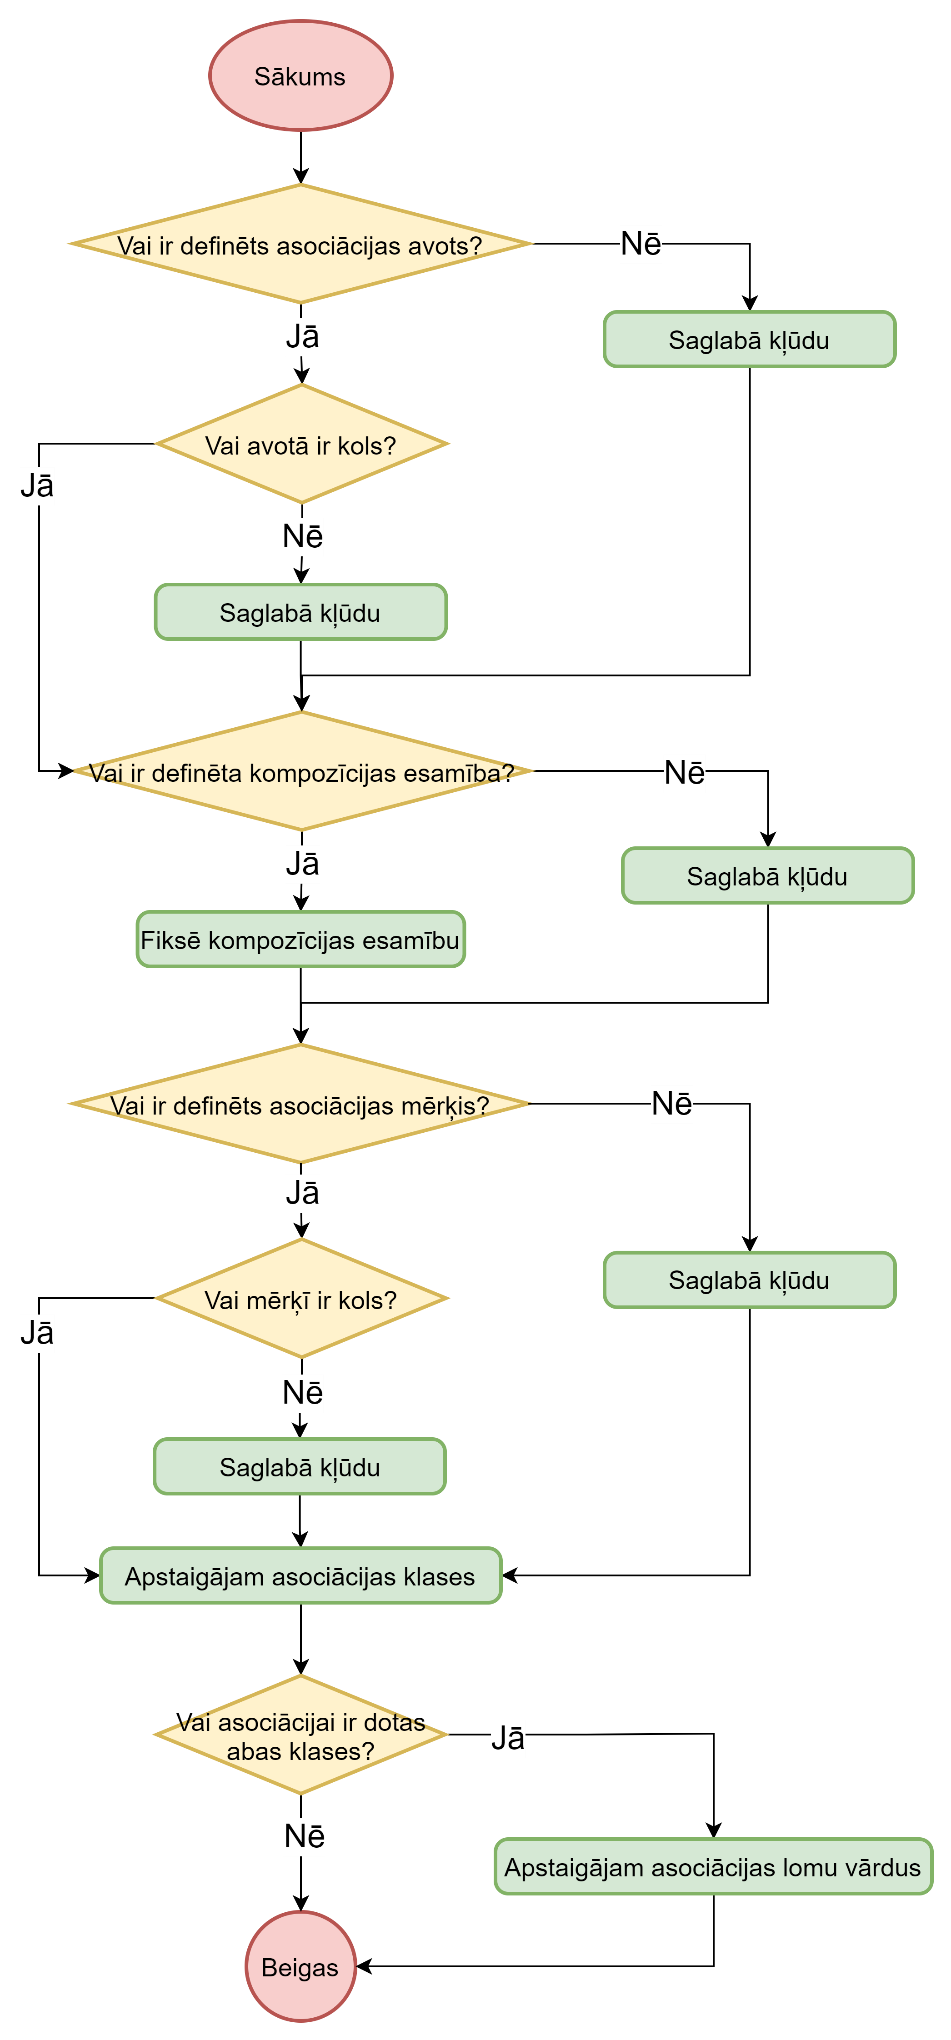 Sākums
Vai ir definēts asociācijas avots?
Nē
Saglabā kļūdu
Jā
Vai avotā ir kols?
Jā
Nē
Saglabā kļūdu
Vai ir definēta kompozīcijas esamība?
Nē
Saglabā kļūdu
Jā
Fiksē kompozīcijas esamību
Vai ir definēts asociācijas mērķis?
Nē
Saglabā kļūdu
Jā
Vai mērķī ir kols?
Jā
Nē
Saglabā kļūdu
Apstaigājam asociācijas klases
Vai asociācijai ir dotas
abas klases?
Jā
Nē
Apstaigājam asociācijas lomu vārdus
Beigas